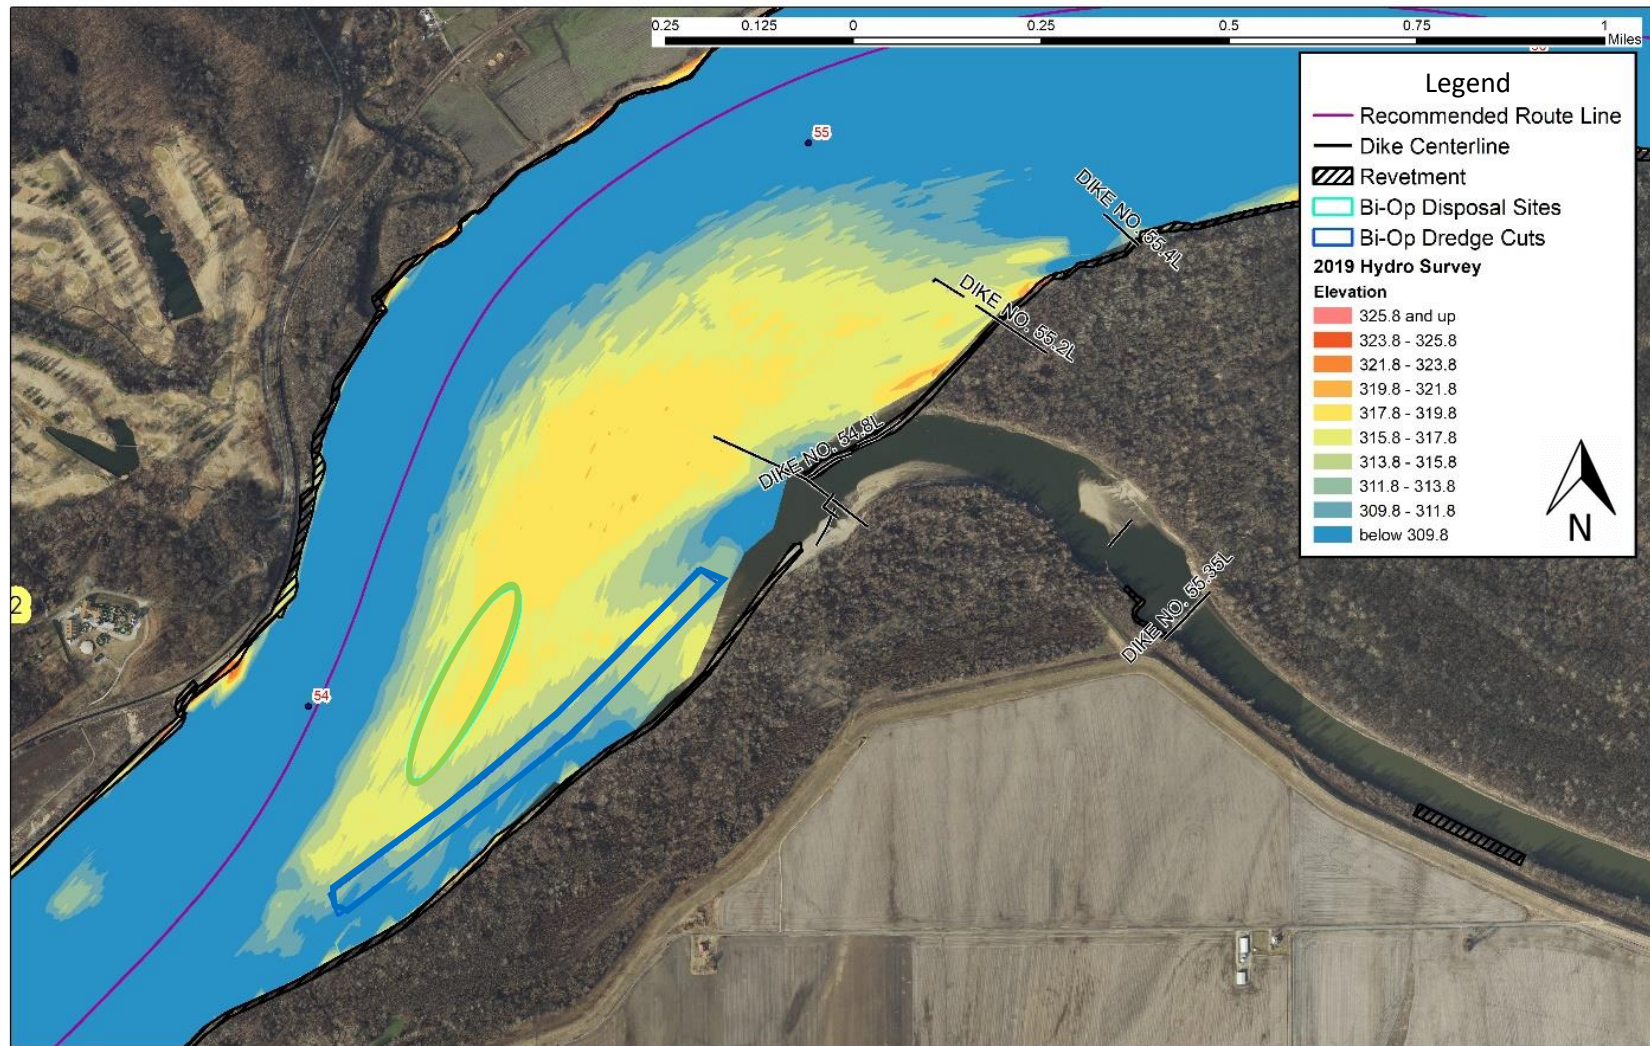 0.25 0.125 0 0.25 0.5 0.75 1
Miles
Legend
Recommended Route Line
Dike Centerline
Revetment
Bi-Op Disposal Sites
Bi-Op Dredge Cuts
2019 Hydro Survey
Elevation
325.8 and up
323.8 - 325.8
321.8 - 323.8
319.8 - 321.8
317.8 - 319.8
315.8 - 317.8
313.8 - 315.8
311.8 - 313.8
309.8 - 311.8
below 309.8
N
55
DIKE NO. 55.4L
DIKE NO. 55.2L
DIKE NO. 54.8L
DIKE NO. 55.35L
2
54